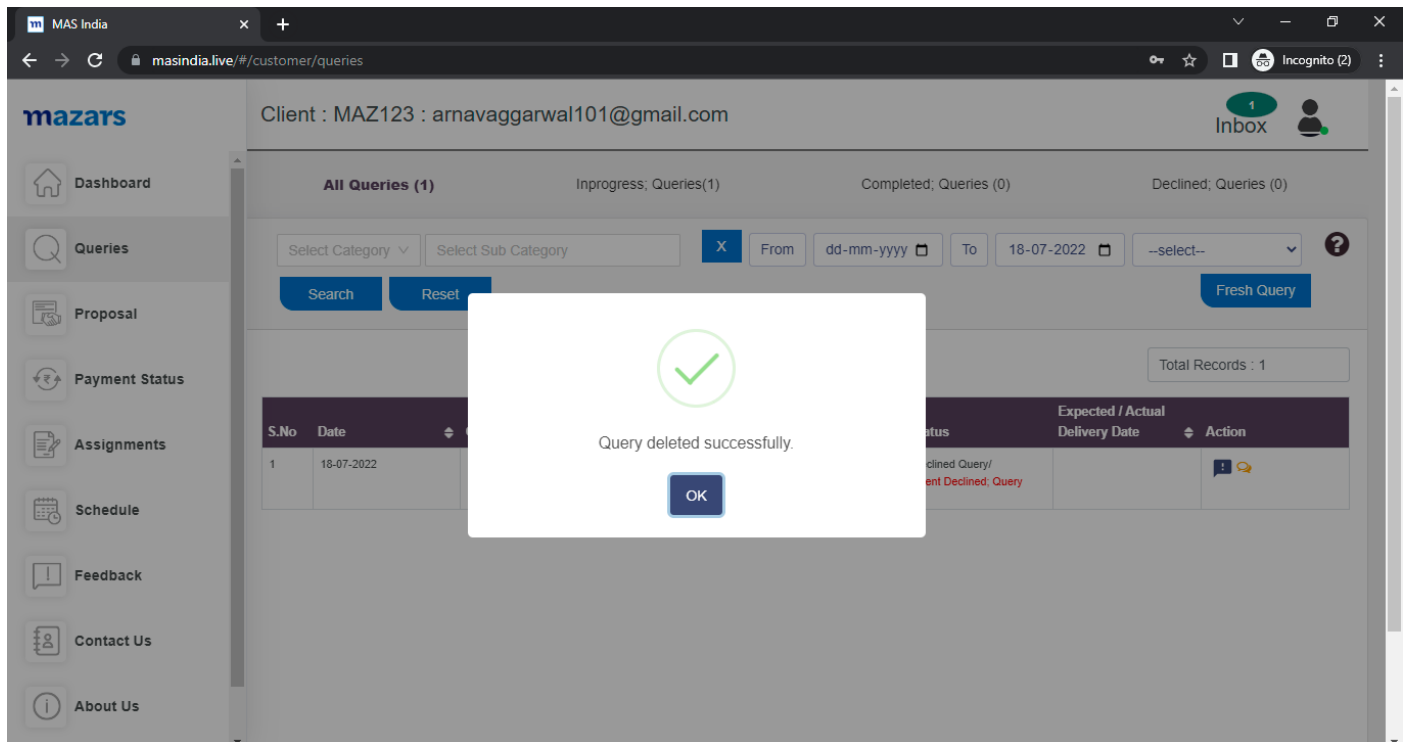 MAS India
masindia.live/#/customer/queries
Incognito (2)
mazars
Client : MAZ123 : arnavaggarwal101@gmail.com
1
Inbox
Dashboard
Queries
Proposal
Payment Status
Assignments
Schedule
Feedback
Contact Us
About Us
All Queries (1)
Inprogress; Queries(1)
Completed; Queries (0)
Declined; Queries (0)
Select Category
Select Sub Category
X
From
dd-mm-yyyy
To
18-07-2022
--select--
Search
Reset
Fresh Query
Total Records : 1
S.No
Date
Expected / Actual
Delivery Date
Action
1
18-07-2022
Query/
Declined; Query
Query deleted successfully.
OK